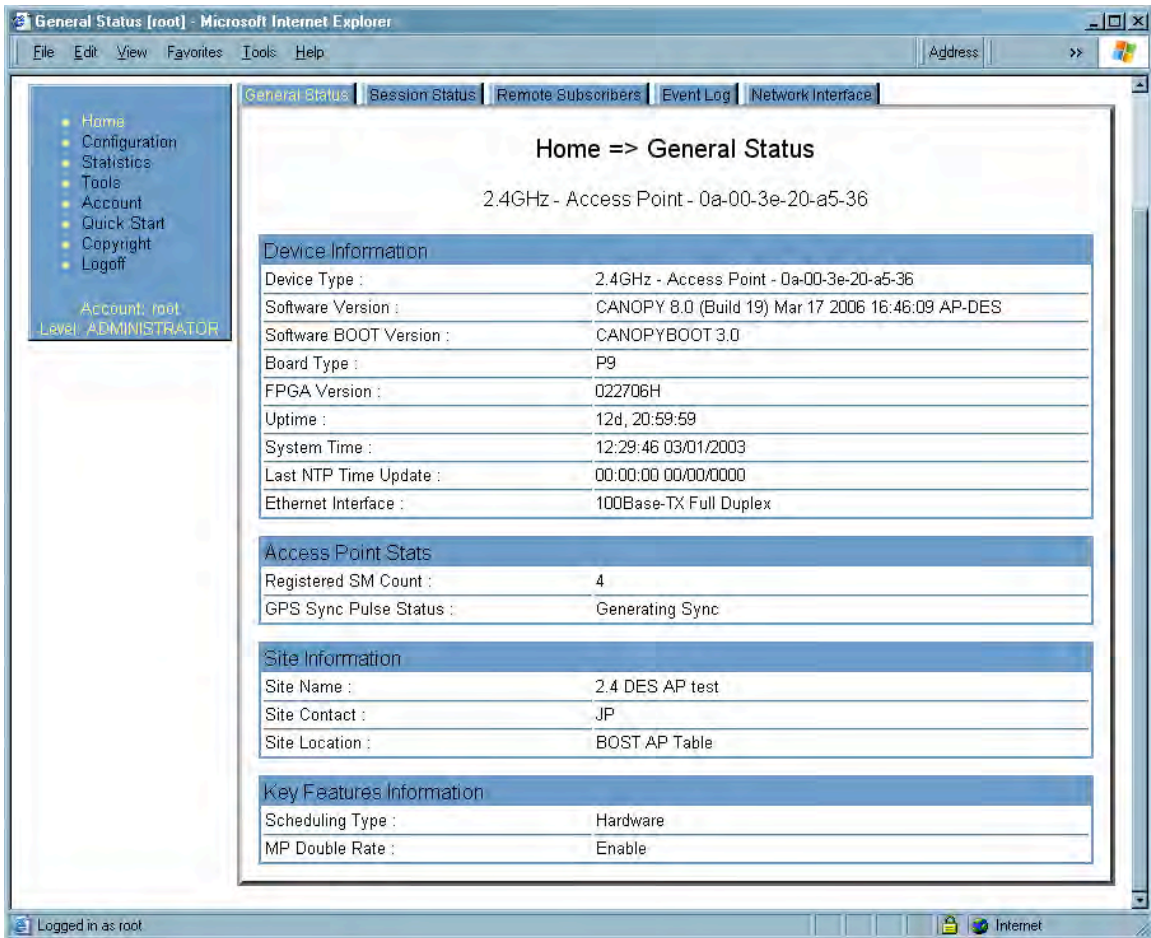 General Status [root] - Microsoft Internet Explorer
File Edit View Favorites Tools Help Address »
General Status Session Status Remote Subscribers Event Log Network Interface
Home
Configuration
Statistics
Tools
Account
Quick Start
Copyright
Logoff
Account: root
Level: ADMINISTRATOR
Home => General Status
2.4GHz - Access Point - 0a-00-3e-20-a5-36
Device Information
Device Type : 2.4GHz - Access Point - 0a-00-3e-20-a5-36
Software Version : CANOPY 8.0 (Build 19) Mar 17 2006 16:46:09 AP-DES
Software BOOT Version : CANOPYBOOT 3.0
Board Type : P9
FPGA Version : 022706H
Uptime : 12d, 20:59:59
System Time : 12:29:46 03/01/2003
Last NTP Time Update : 00:00:00 00/00/0000
Ethernet Interface : 100Base-TX Full Duplex
Access Point Stats
Registered SM Count : 4
GPS Sync Pulse Status : Generating Sync
Site Information
Site Name : 2.4 DES AP test
Site Contact : JP
Site Location : BOST AP Table
Key Features Information
Scheduling Type : Hardware
MP Double Rate : Enable
Logged in as root Internet